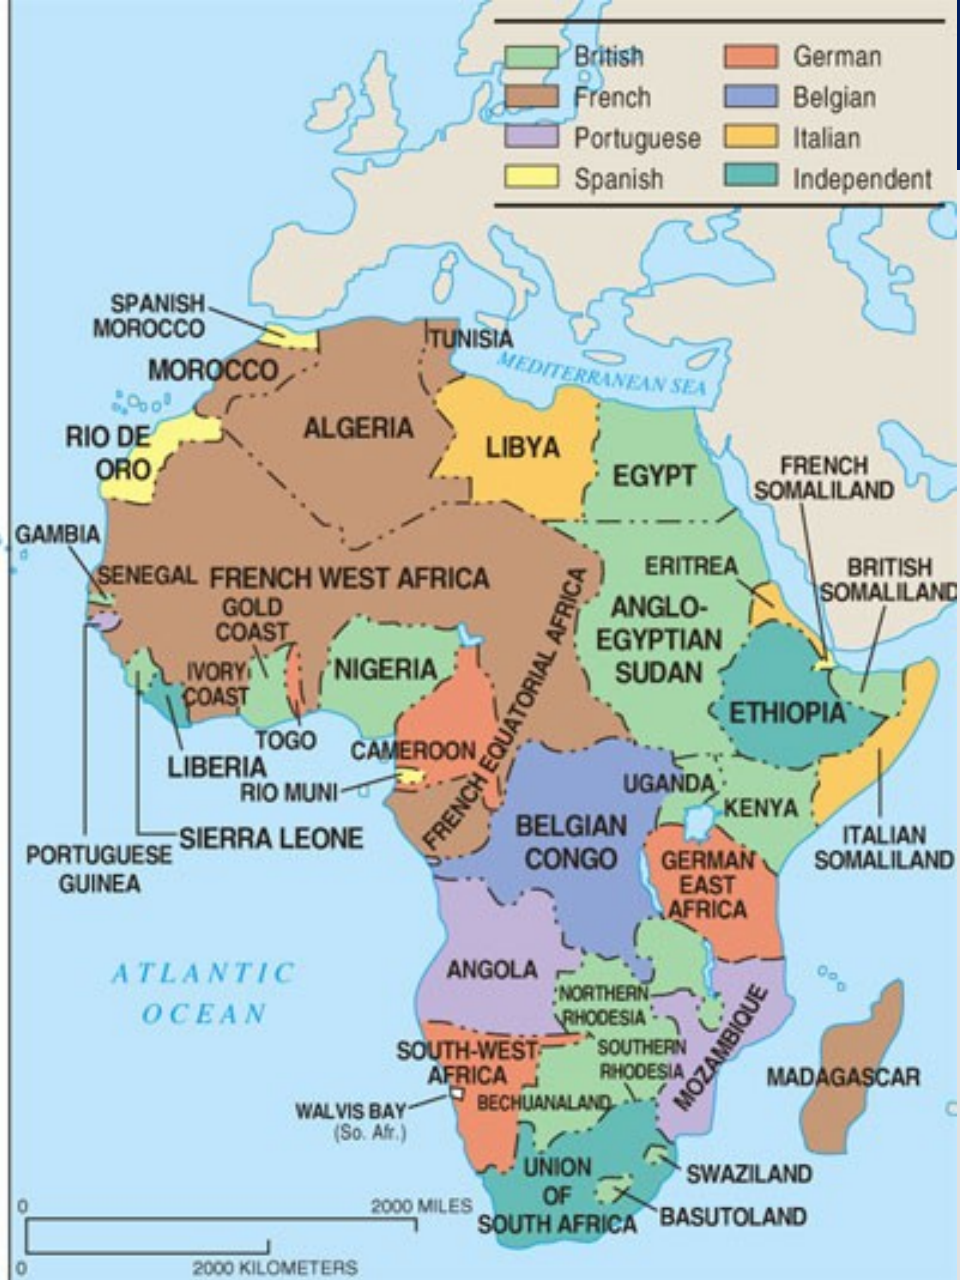 British
German
French
Belgian
Portuguese
Italian
Spanish
Independent
SPANISH
MOROCCO
TUNISIA
MOROCCO
MEDITERRANEAN SEA
ALGERIA
RIO DE
ORO
LIBYA
EGYPT
FRENCH
SOMALILAND
GAMBIA
SENEGAL
FRENCH WEST AFRICA
ERITREA
BRITISH
SOMALILAND
GOLD
COAST
ANGLO-
EGYPTIAN
SUDAN
IVORY
COAST
NIGERIA
FRENCH EQUATORIAL AFRICA
ETHIOPIA
TOGO
CAMEROON
LIBERIA
RIO MUNI
UGANDA
KENYA
SIERRA LEONE
BELGIAN
CONGO
ITALIAN
SOMALILAND
PORTUGUESE
GUINEA
GERMAN
EAST
AFRICA
ATLANTIC
OCEAN
ANGOLA
NORTHERN
RHODESIA
MOZAMBIQUE
SOUTH-WEST
AFRICA
SOUTHERN
RHODESIA
MADAGASCAR
WALVIS BAY
(So. Afr.)
BECHUANALAND
UNION
OF
SOUTH AFRICA
SWAZILAND
BASUTOLAND
0
2000 MILES
0
2000 KILOMETERS